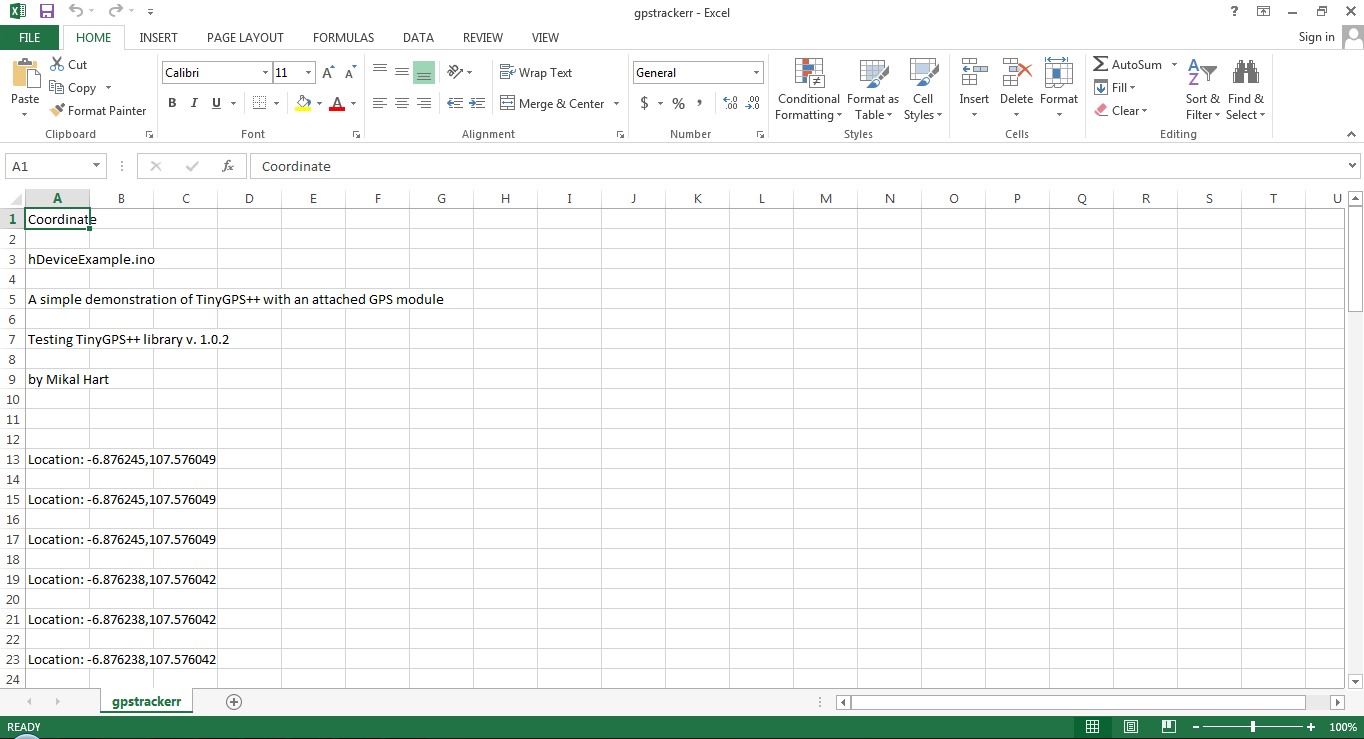 gpstrackerr - Excel
?
FILE HOME INSERT PAGE LAYOUT FORMULAS DATA REVIEW VIEW Sign in
Paste
Cut
Copy
Format Painter
Clipboard
Calibri 11 A A
B I U A
Font
Wrap Text
Merge & Center
Alignment
General
$ % ,
Number
Conditional Formatting
Format as Table
Cell Styles
Styles
Insert Delete Format
Cells
AutoSum
Fill
Clear
Sort & Filter
Find & Select
Editing
A1 fx Coordinate
A B C D E F G H I J K L M N O P Q R S T U
1 Coordinate
2
3 hDeviceExample.ino
4
5 A simple demonstration of TinyGPS++ with an attached GPS module
6
7 Testing TinyGPS++ library v. 1.0.2
8
9 by Mikal Hart
10
11
12
13 Location: -6.876245,107.576049
14
15 Location: -6.876245,107.576049
16
17 Location: -6.876245,107.576049
18
19 Location: -6.876238,107.576042
20
21 Location: -6.876238,107.576042
22
23 Location: -6.876238,107.576042
24
gpstrackerr
READY 100%